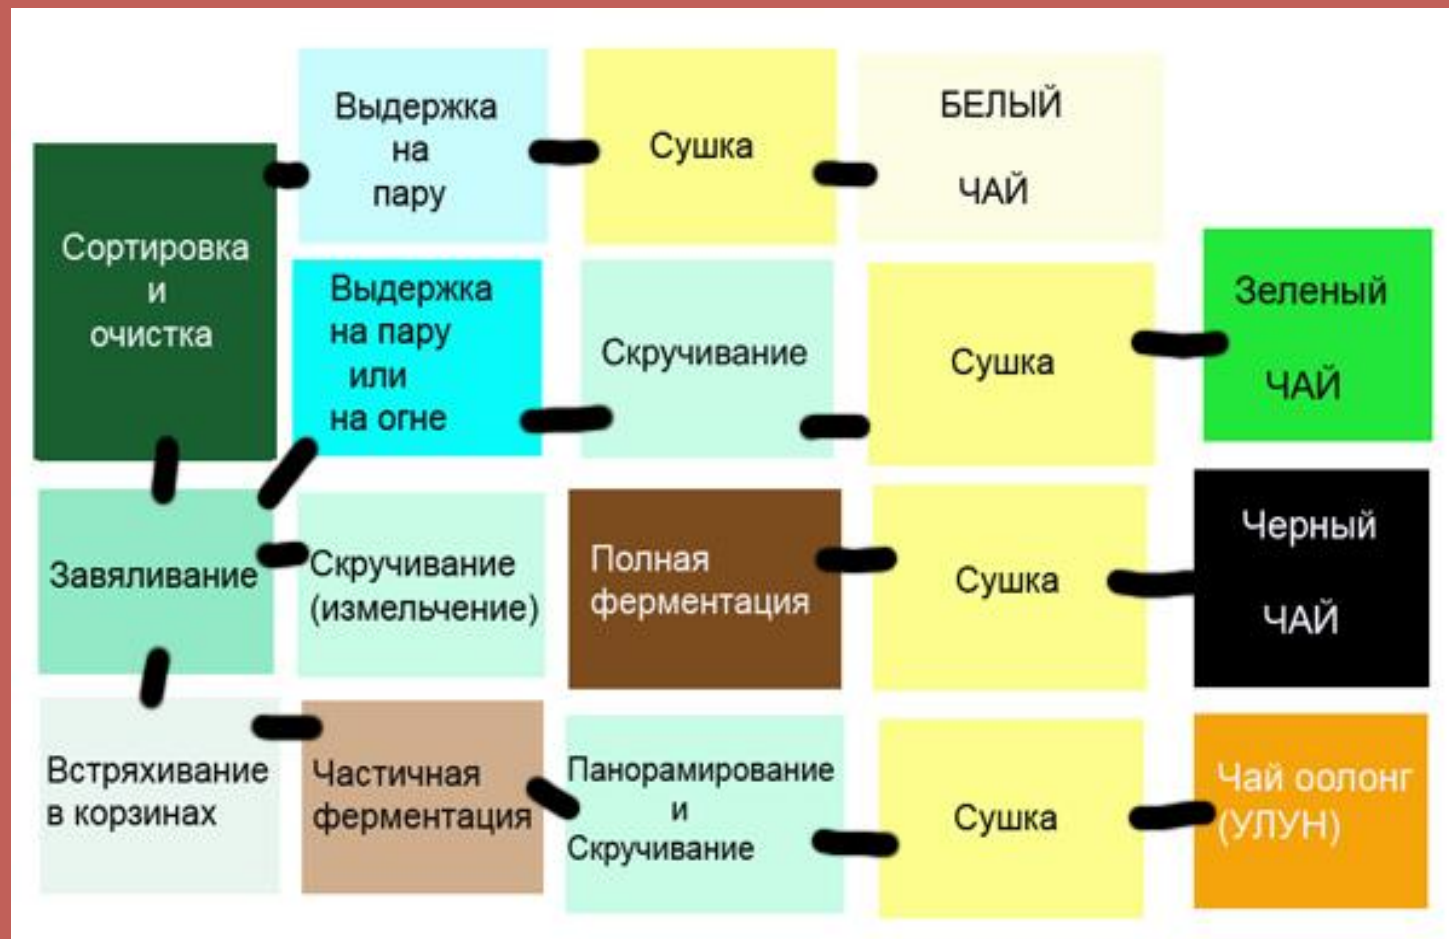 Выдержка
на
пару
Сушка
БЕЛЫЙ
ЧАЙ
Сортировка
и
очистка
Выдержка
на пару
или
на огне
Скручивание
Сушка
Зеленый
ЧАЙ
Завяливание
Скручивание
(измельчение)
Полная
ферментация
Сушка
Черный
ЧАЙ
Встряхивание
в корзинах
Частичная
ферментация
Панорамирование
и
Скручивание
Сушка
Чай оолонг
(УЛУН)